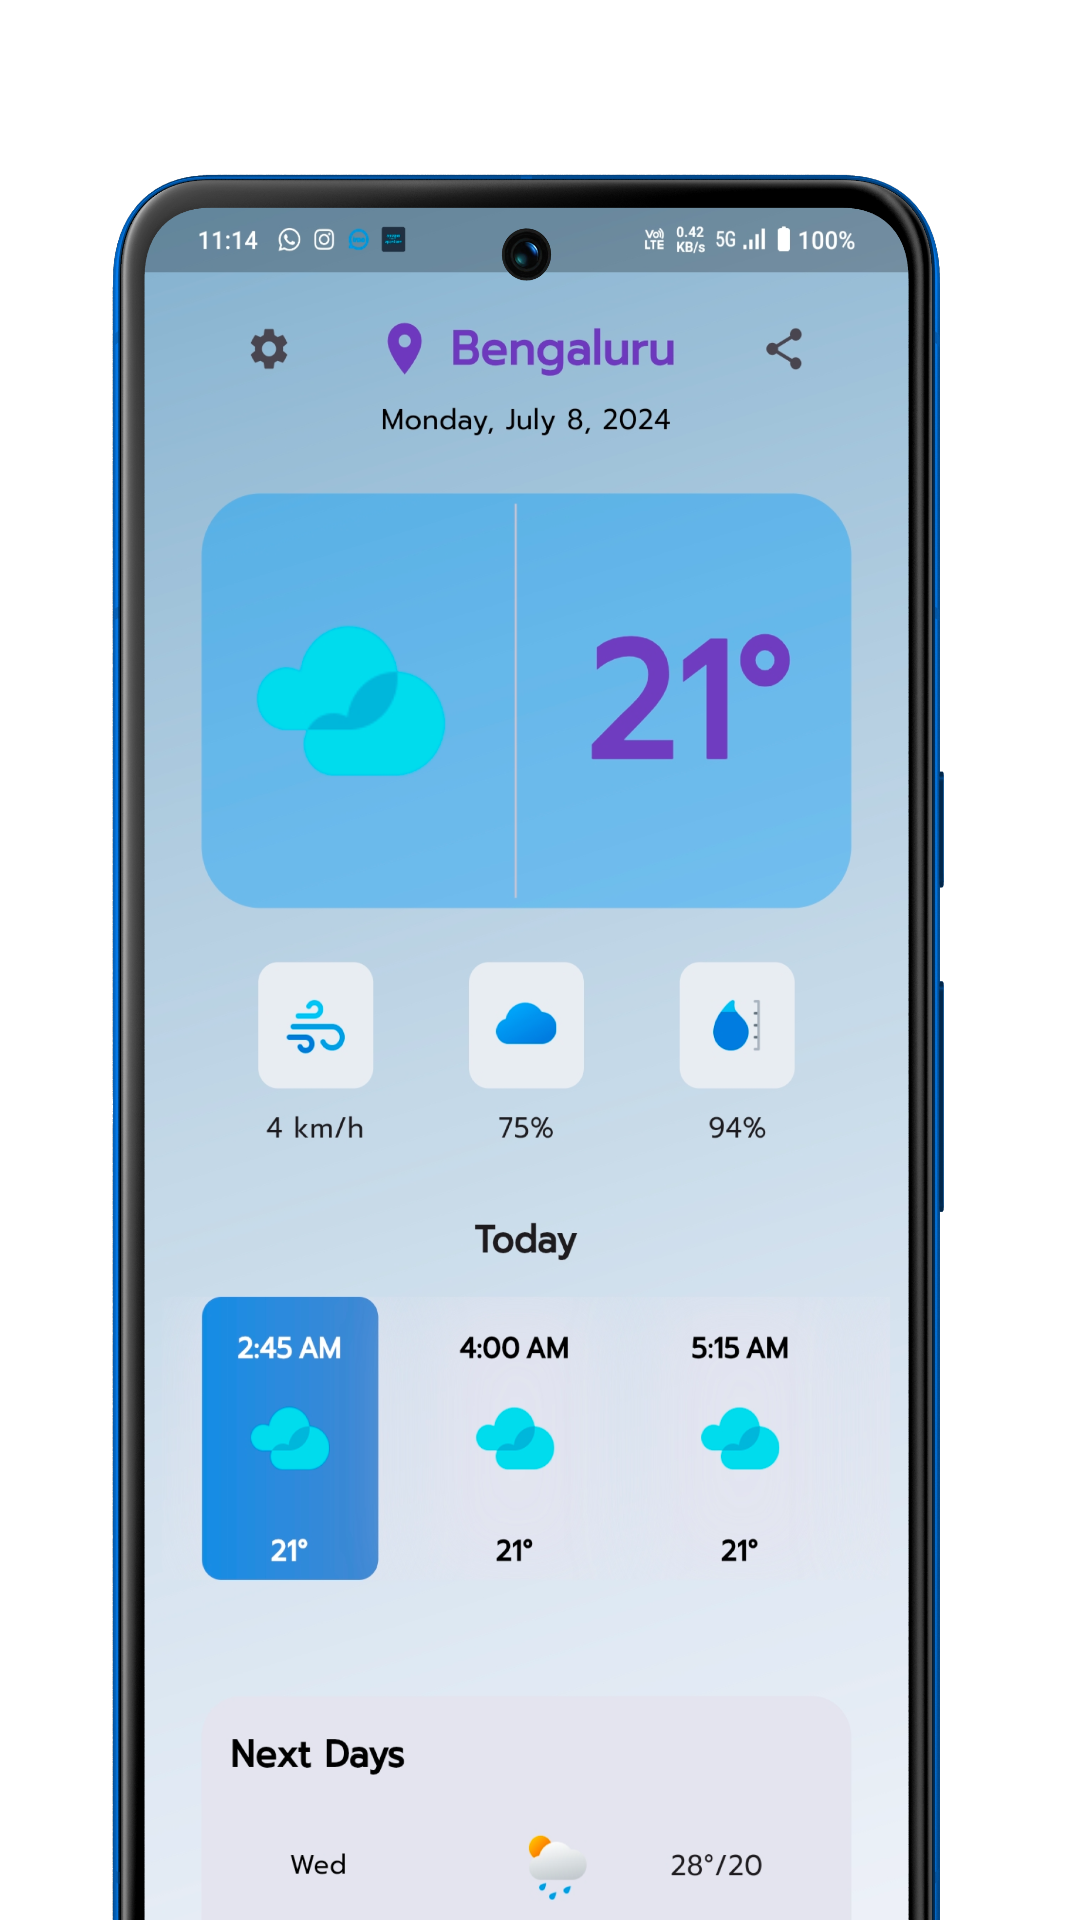 11:14 Vo)) LTE 0.42 KB/s 5G 100%
Bengaluru
Monday, July 8, 2024
21°
4 km/h 75% 94%
Today
2:45 AM 4:00 AM 5:15 AM
21° 21° 21°
Next Days
Wed 28°/20